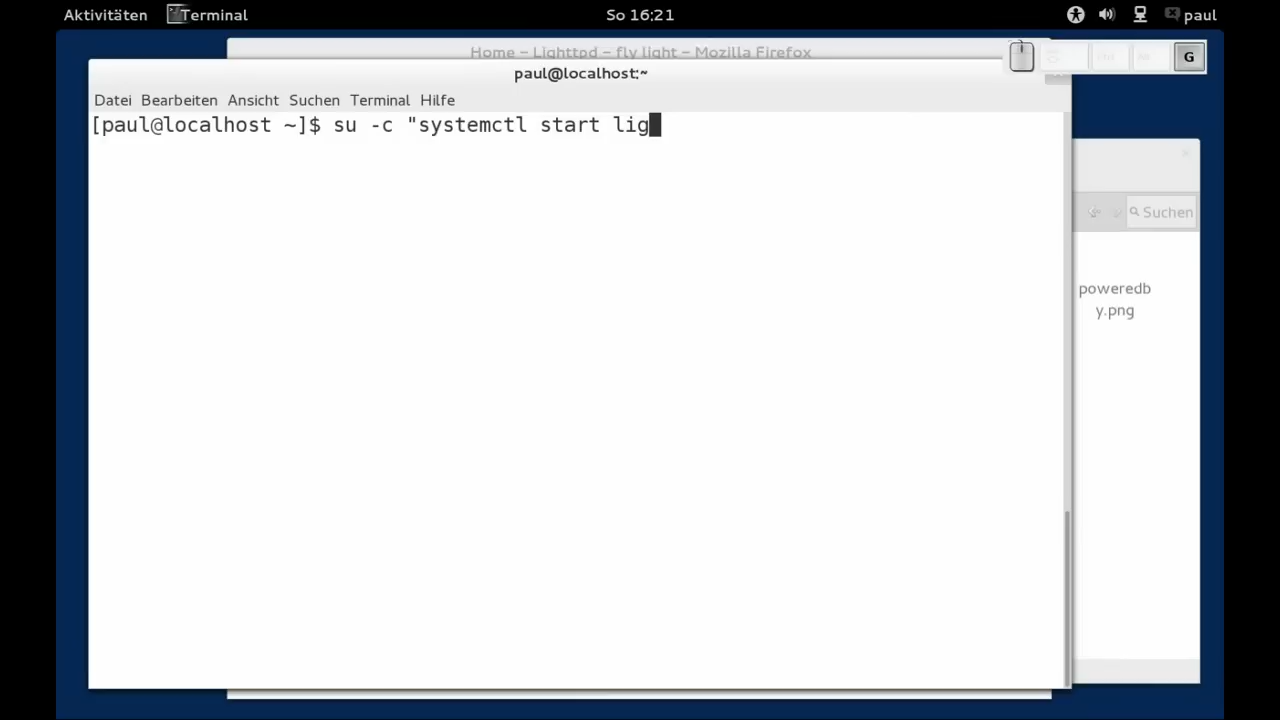 Aktivitäten
Terminal
So 16:21
paul
Home – Lighttpd – fly light – Mozilla Firefox
G
paul@localhost:~
Datei Bearbeiten Ansicht Suchen Terminal Hilfe
[paul@localhost ~]$ su -c "systemctl start lig
Suchen
poweredb
y.png